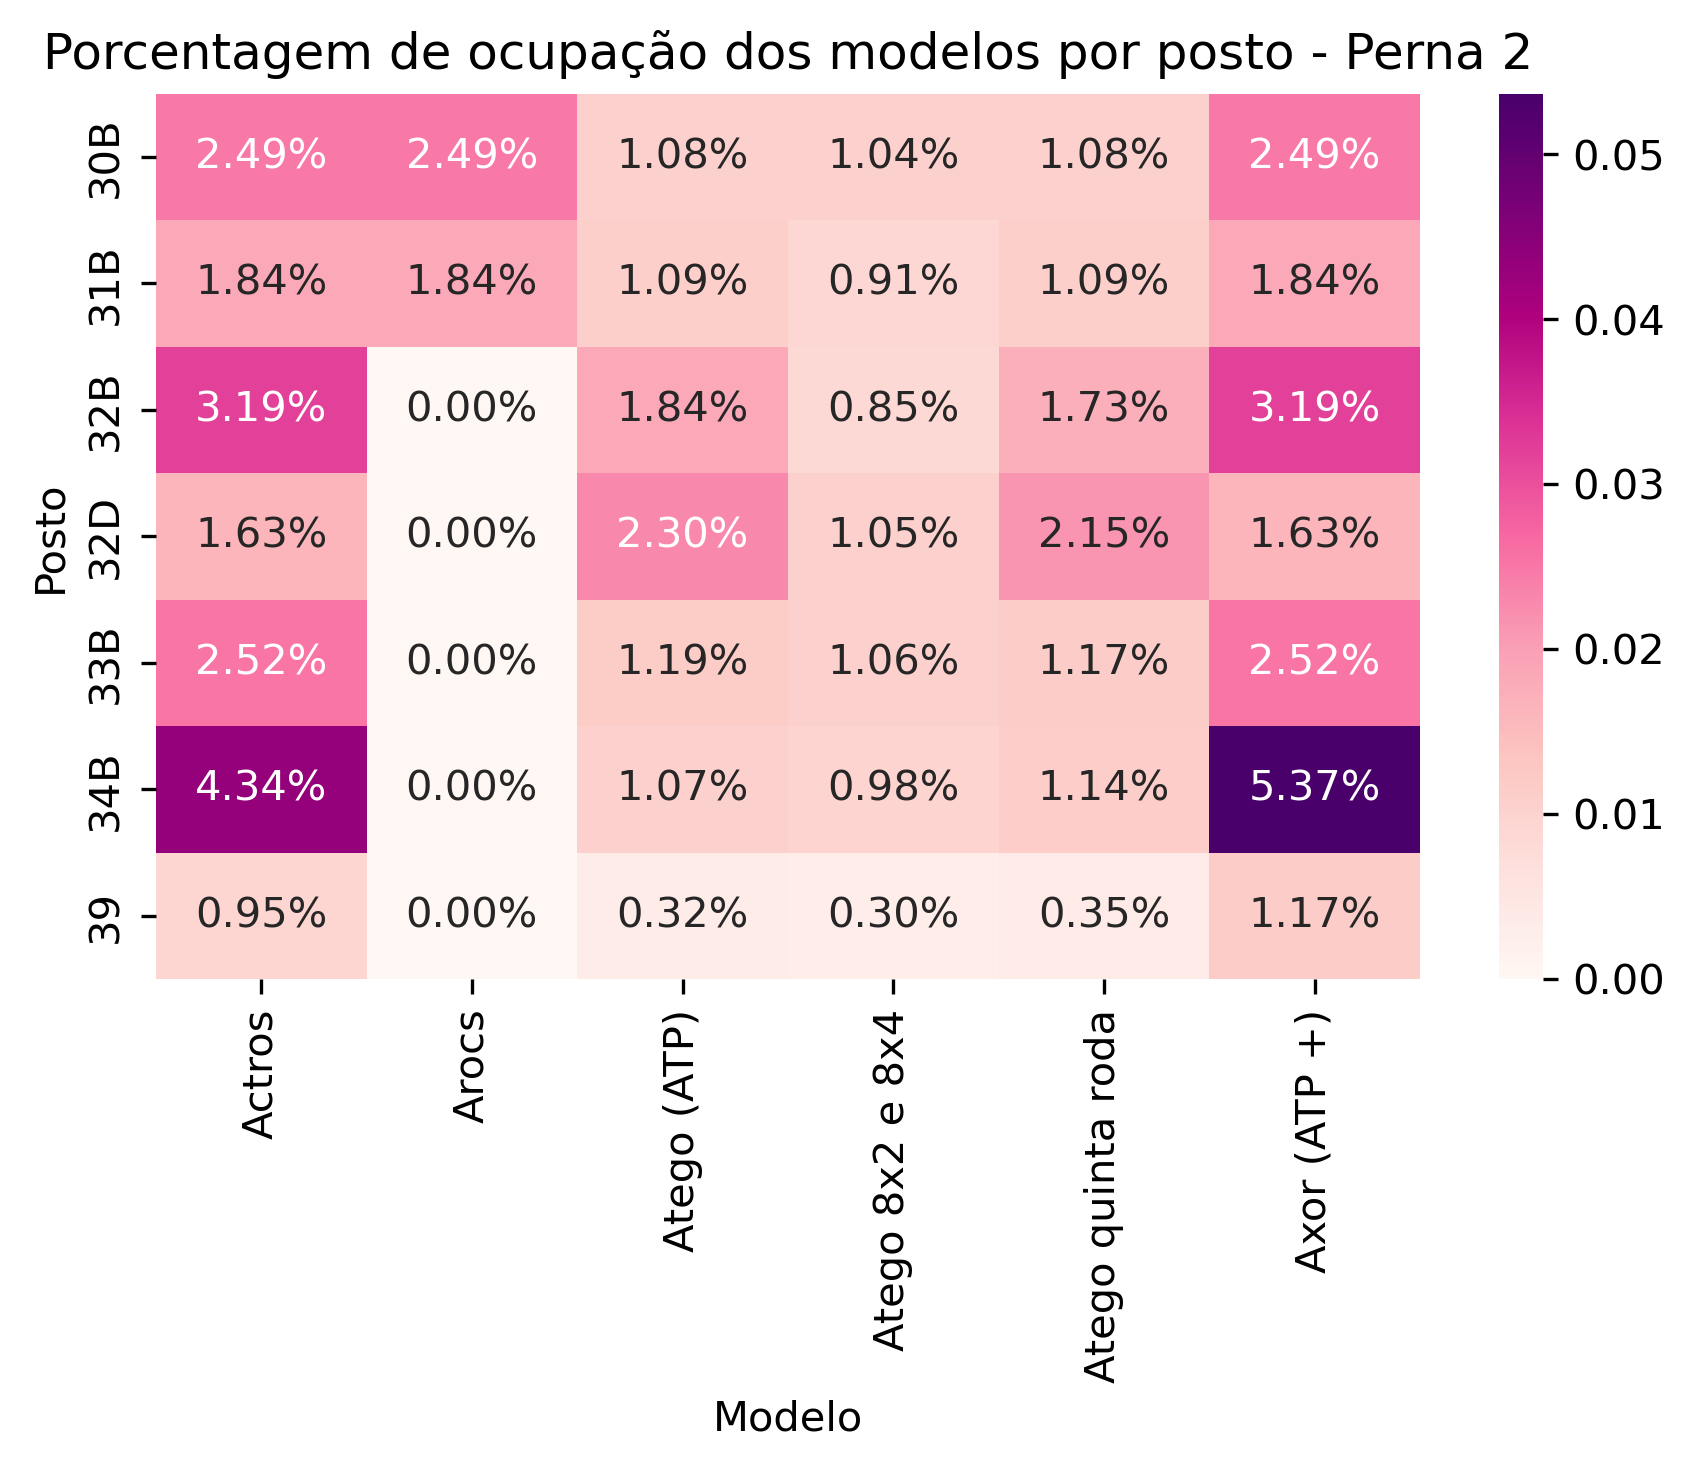 Porcentagem de ocupação dos modelos por posto - Perna 2
Posto
30B 2.49% 2.49% 1.08% 1.04% 1.08% 2.49%
31B 1.84% 1.84% 1.09% 0.91% 1.09% 1.84%
32B 3.19% 0.00% 1.84% 0.85% 1.73% 3.19%
32D 1.63% 0.00% 2.30% 1.05% 2.15% 1.63%
33B 2.52% 0.00% 1.19% 1.06% 1.17% 2.52%
34B 4.34% 0.00% 1.07% 0.98% 1.14% 5.37%
39 0.95% 0.00% 0.32% 0.30% 0.35% 1.17%
Actros
Arocs
Atego (ATP)
Atego 8x2 e 8x4
Atego quinta roda
Axor (ATP +)
Modelo
0.05
0.04
0.03
0.02
0.01
0.00